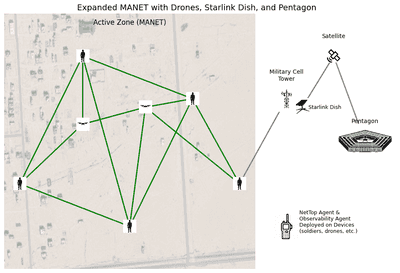 Expanded MANET with Drones, Starlink Dish, and Pentagon
Active Zone (MANET)
Satellite
Military Cell
Tower
Starlink Dish
Pentagon
NetTop Agent &
Observability Agent
Deployed on Devices
(soldiers, drones, etc.)